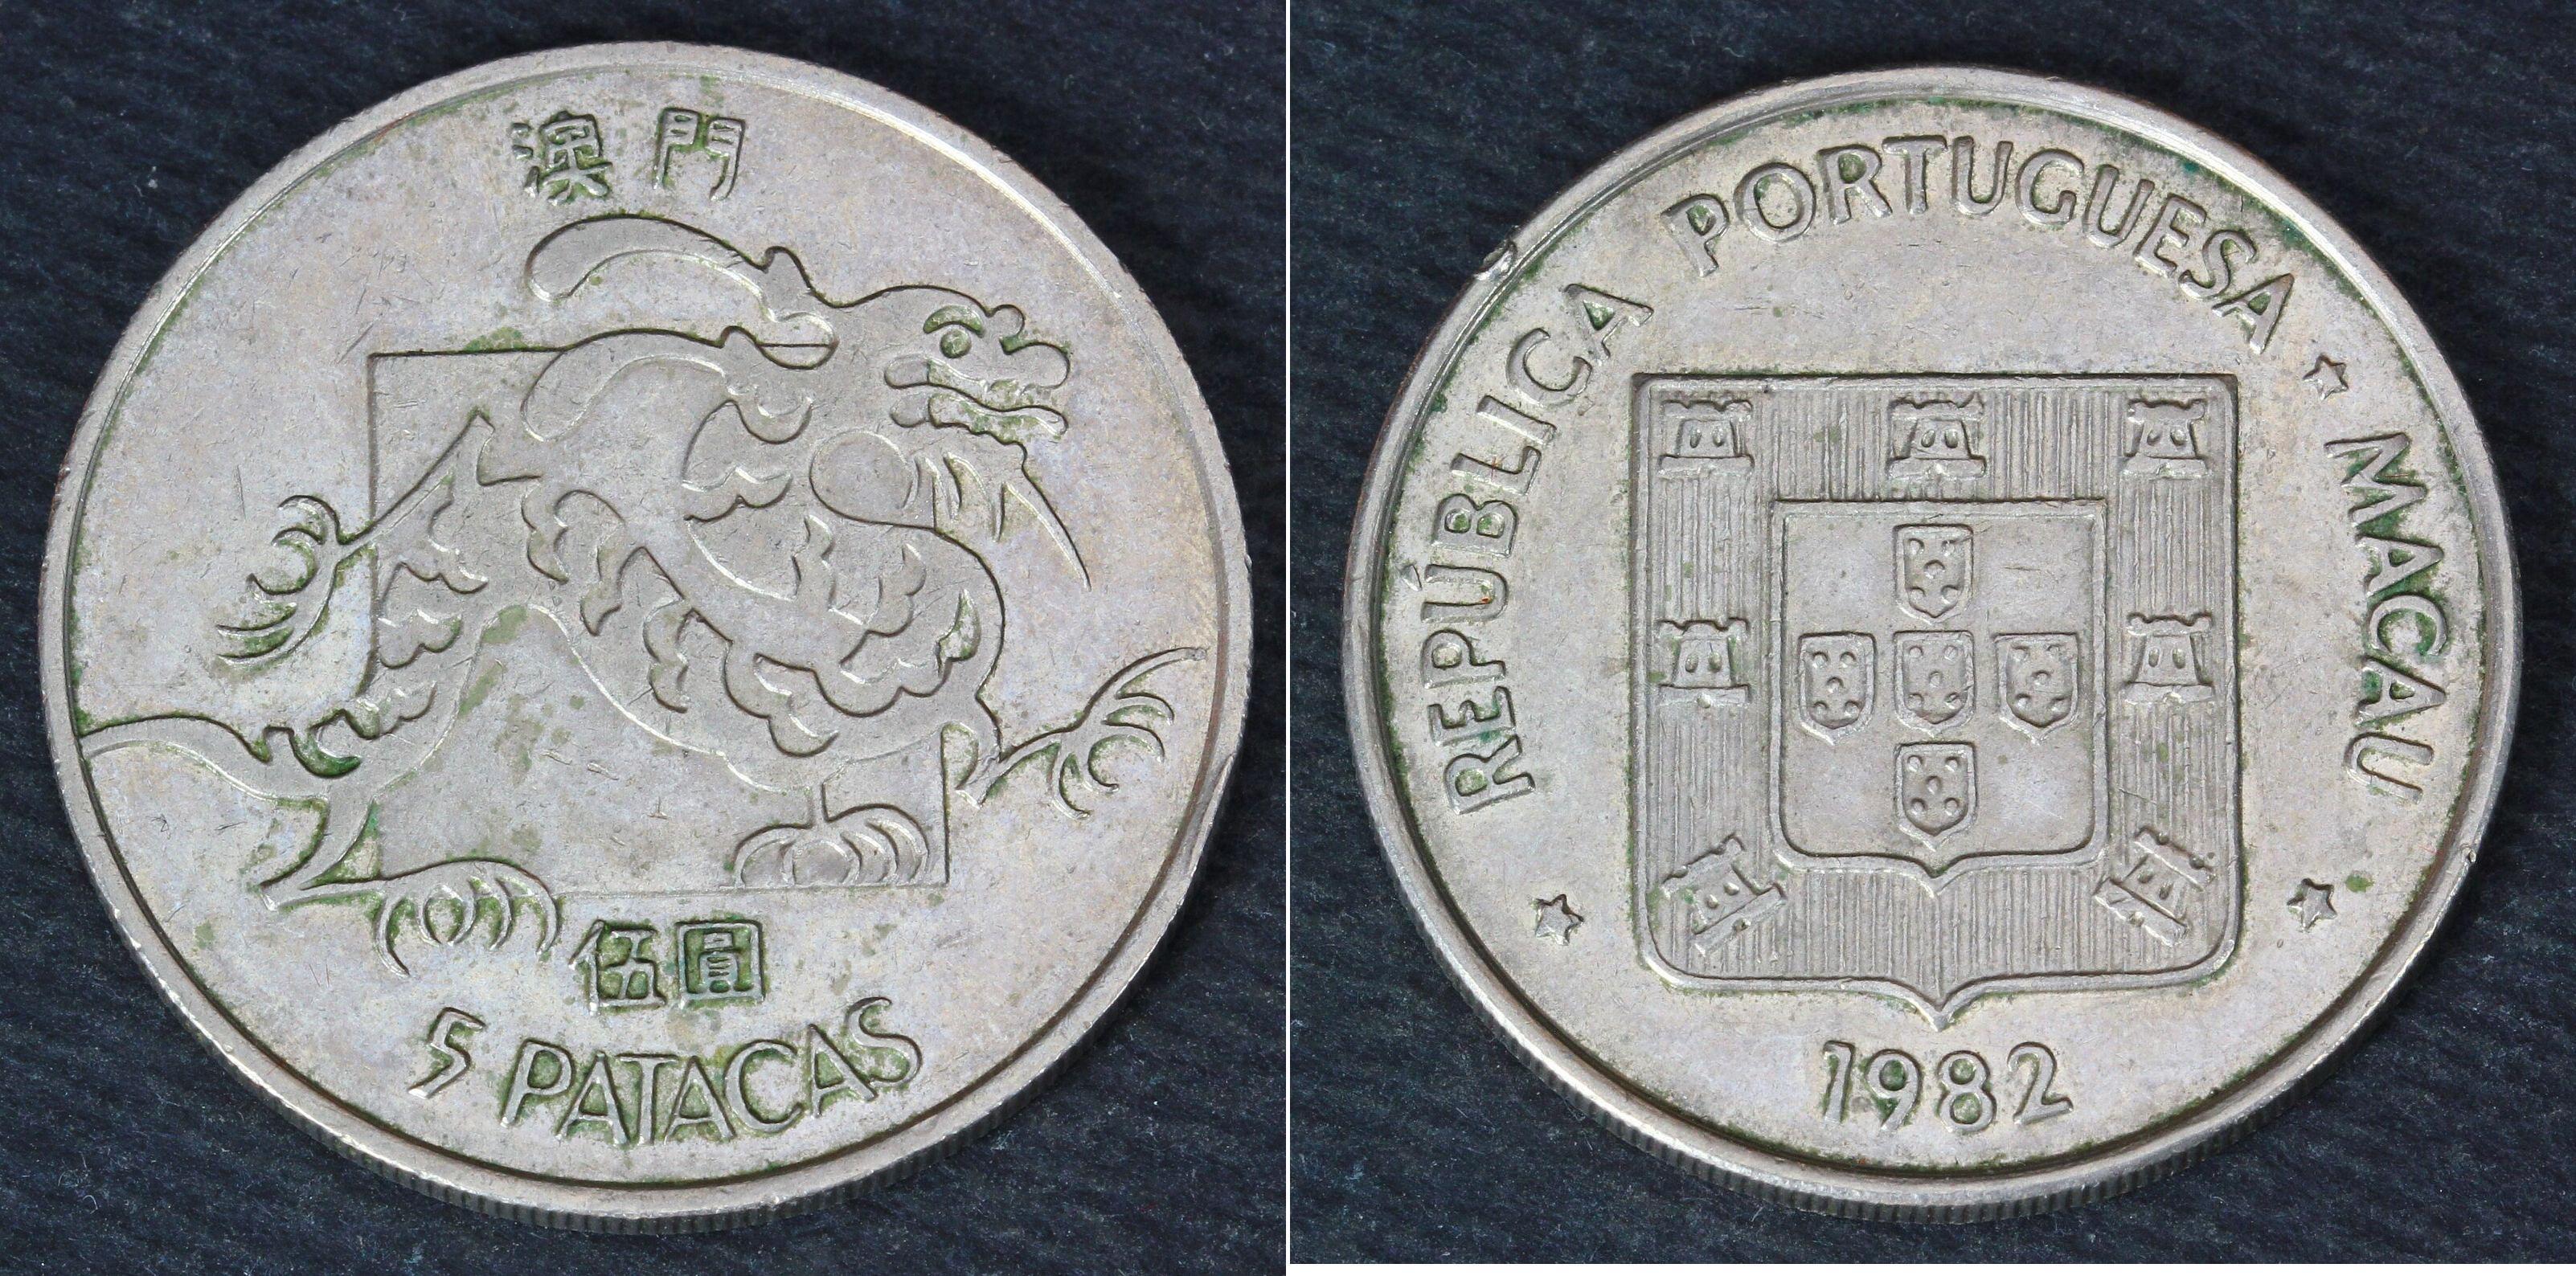 澳門
伍圓
5 PATACAS
REPÚBLICA PORTUGUESA ★ MACAU ★ ★
1982